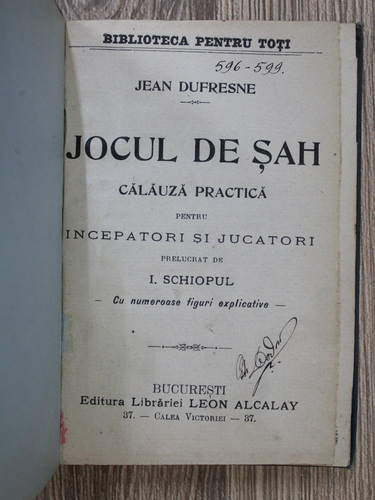 BIBLIOTECA PENTRU TOȚI
596-599.
JEAN DUFRESNE
JOCUL DE ȘAH
CĂLĂUZĂ PRACTICĂ
PENTRU
INCEPATORI ȘI JUCATORI
PRELUCRAT DE
I. SCHIOPUL
— Cu numeroase figuri explicative —
BUCUREȘTI
Editura Librăriei LEON ALCALAY
37. — CALEA VICTORIEI — 37.